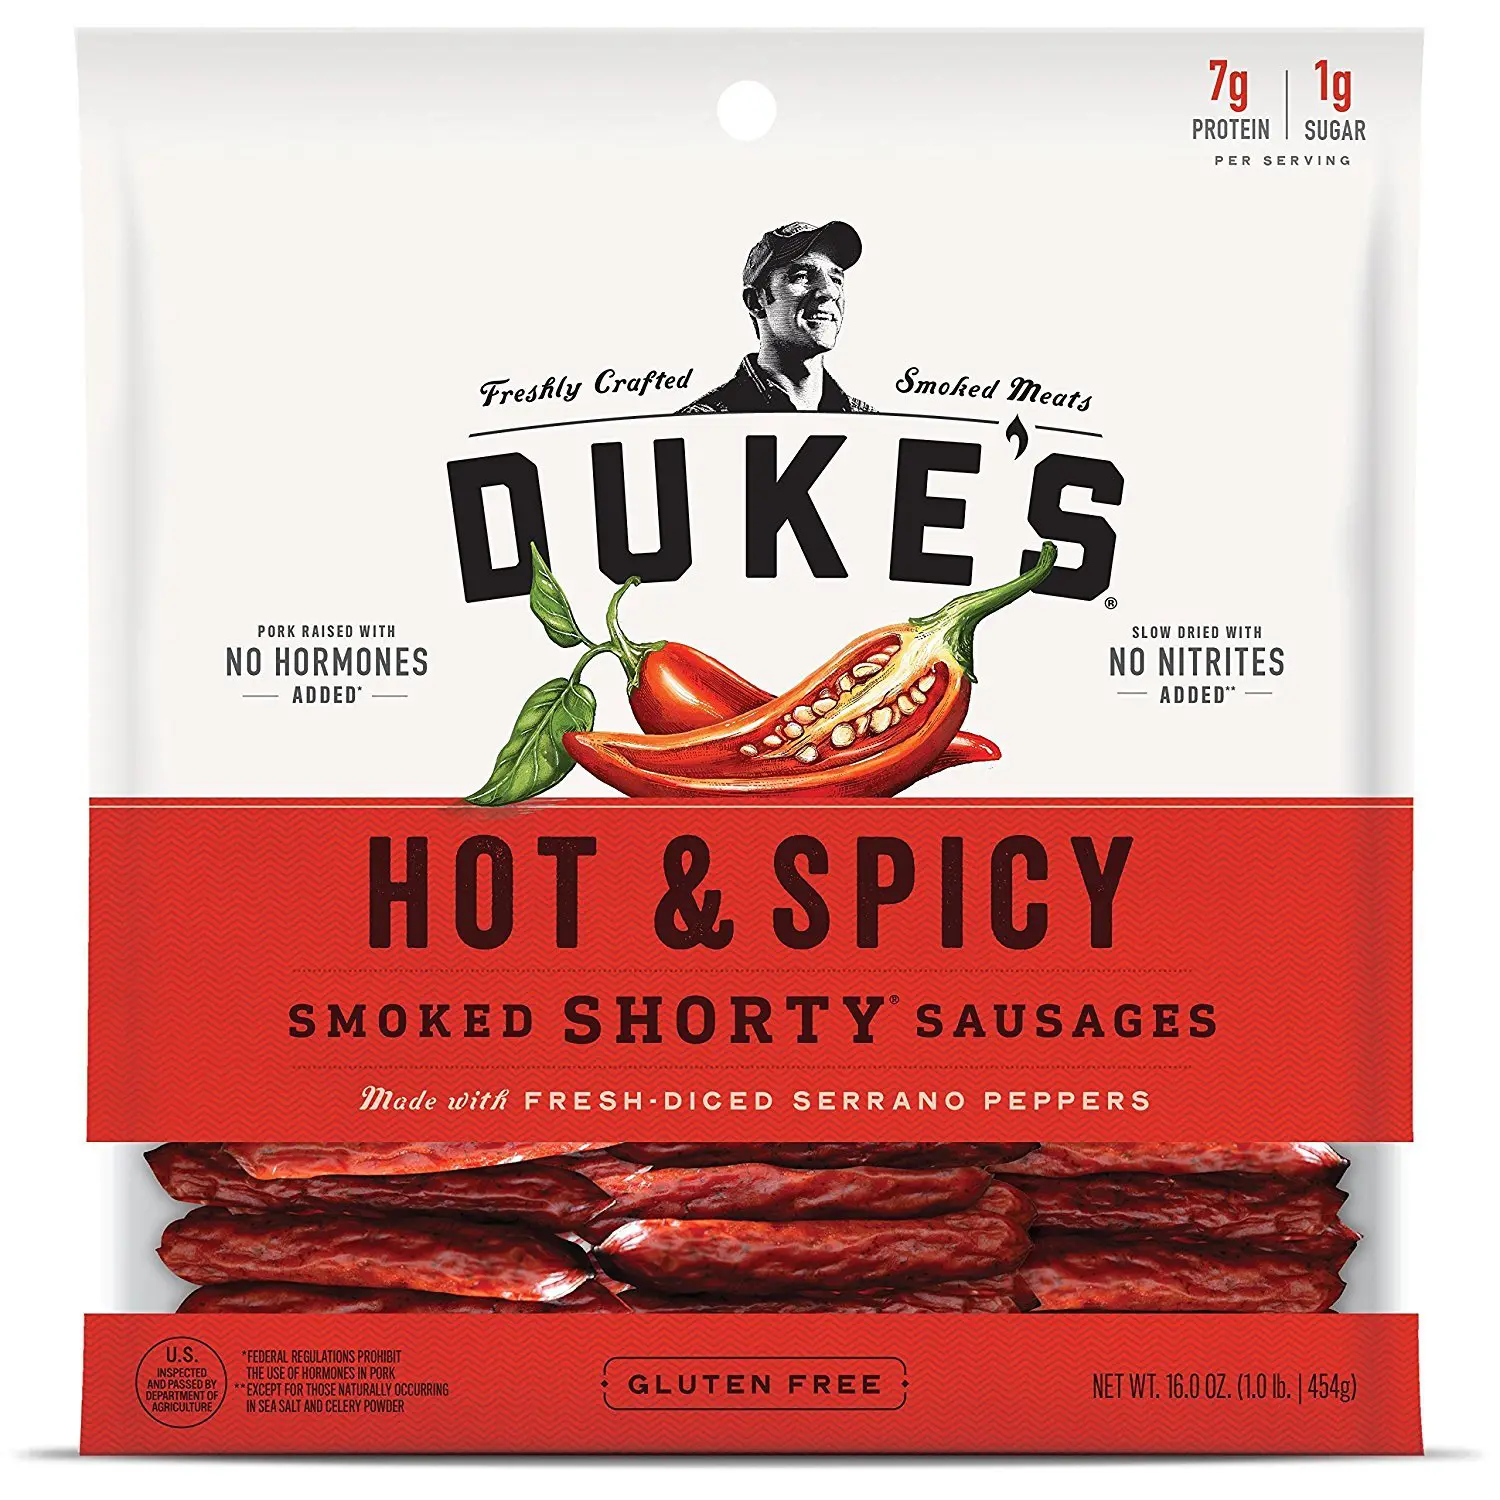 7g
PROTEIN
1g
SUGAR
PER SERVING
Freshly Crafted
Smoked Meats
DUKE'S®
PORK RAISED WITH
NO HORMONES
ADDED*
SLOW DRIED WITH
NO NITRITES
ADDED**
HOT & SPICY
SMOKED SHORTY® SAUSAGES
Made with FRESH-DICED SERRANO PEPPERS
U.S.
INSPECTED
AND PASSED BY
DEPARTMENT OF
AGRICULTURE
*FEDERAL REGULATIONS PROHIBIT
THE USE OF HORMONES IN PORK
**EXCEPT FOR THOSE NATURALLY OCCURRING
IN SEA SALT AND CELERY POWDER
GLUTEN FREE
NET WT. 16.0 OZ. (1.0 lb. | 454g)